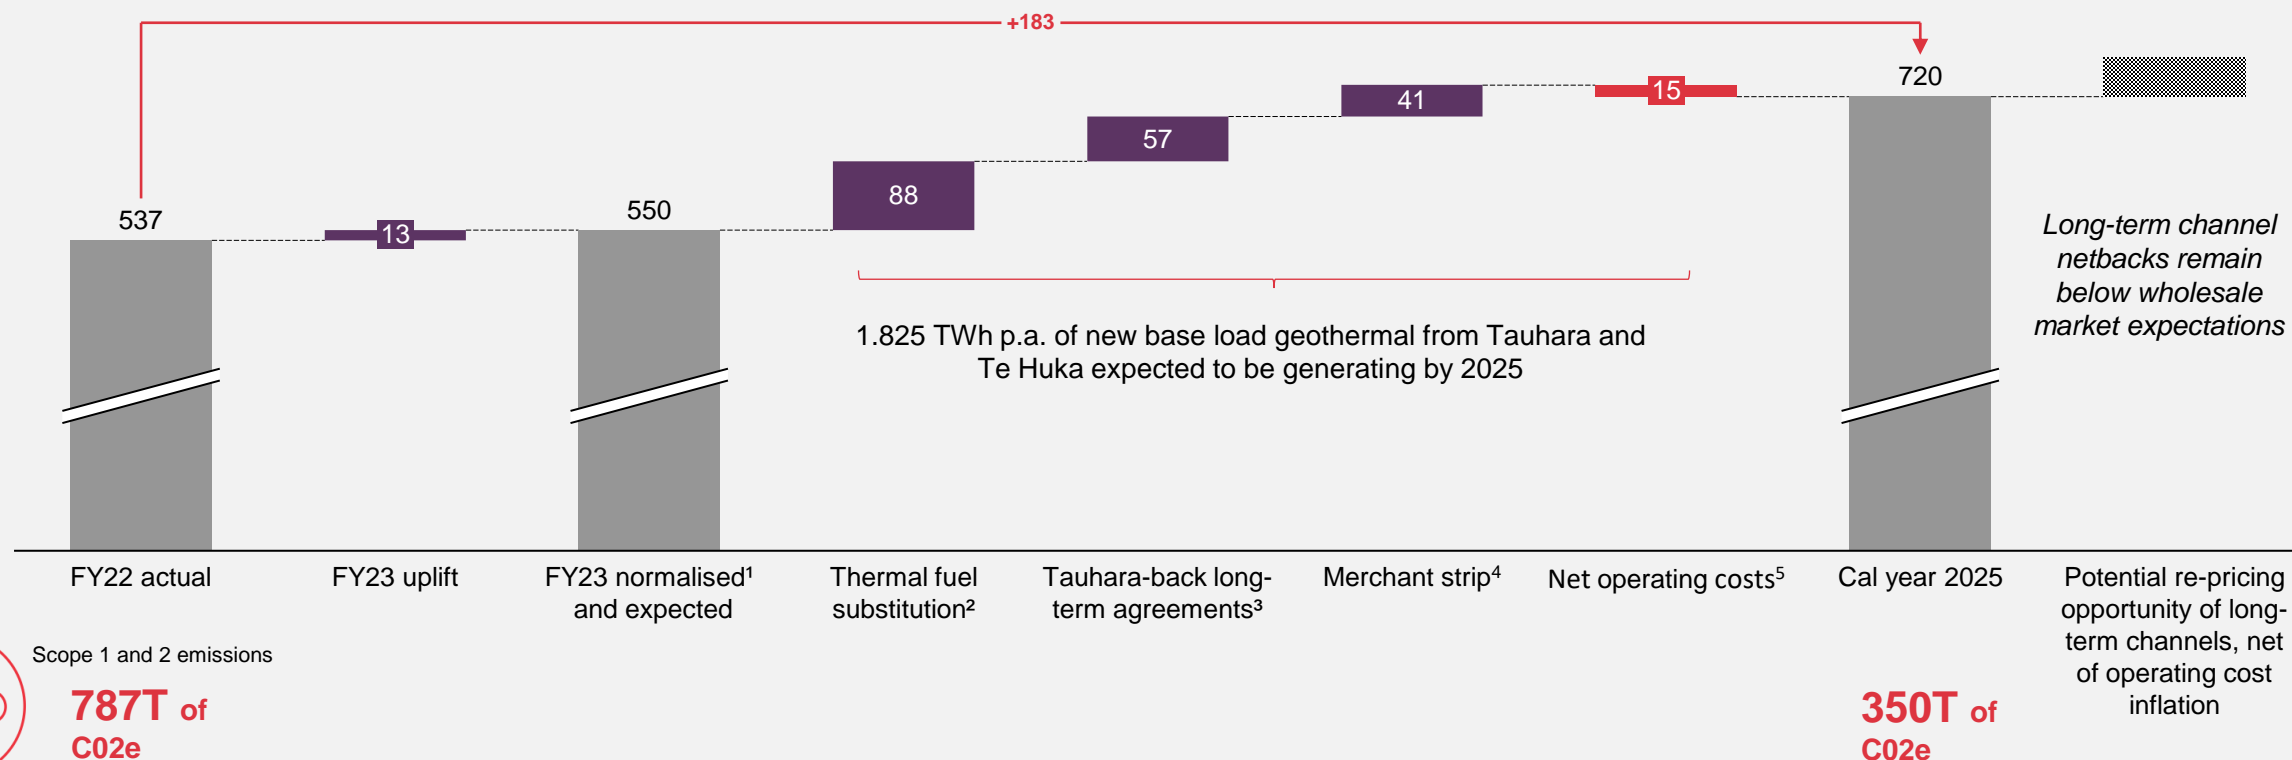 +183
537
13
550
88
57
41
15
720
Long-term channel
netbacks remain
below wholesale
market expectations
1.825 TWh p.a. of new base load geothermal from Tauhara and
Te Huka expected to be generating by 2025
FY22 actual
FY23 uplift
FY23 normalised¹
and expected
Thermal fuel
substitution²
Tauhara-back long-
term agreements³
Merchant strip⁴
Net operating costs⁵
Cal year 2025
Potential re-pricing
opportunity of long-
term channels, net
of operating cost
inflation
Scope 1 and 2 emissions
787T of
C02e
350T of
C02e